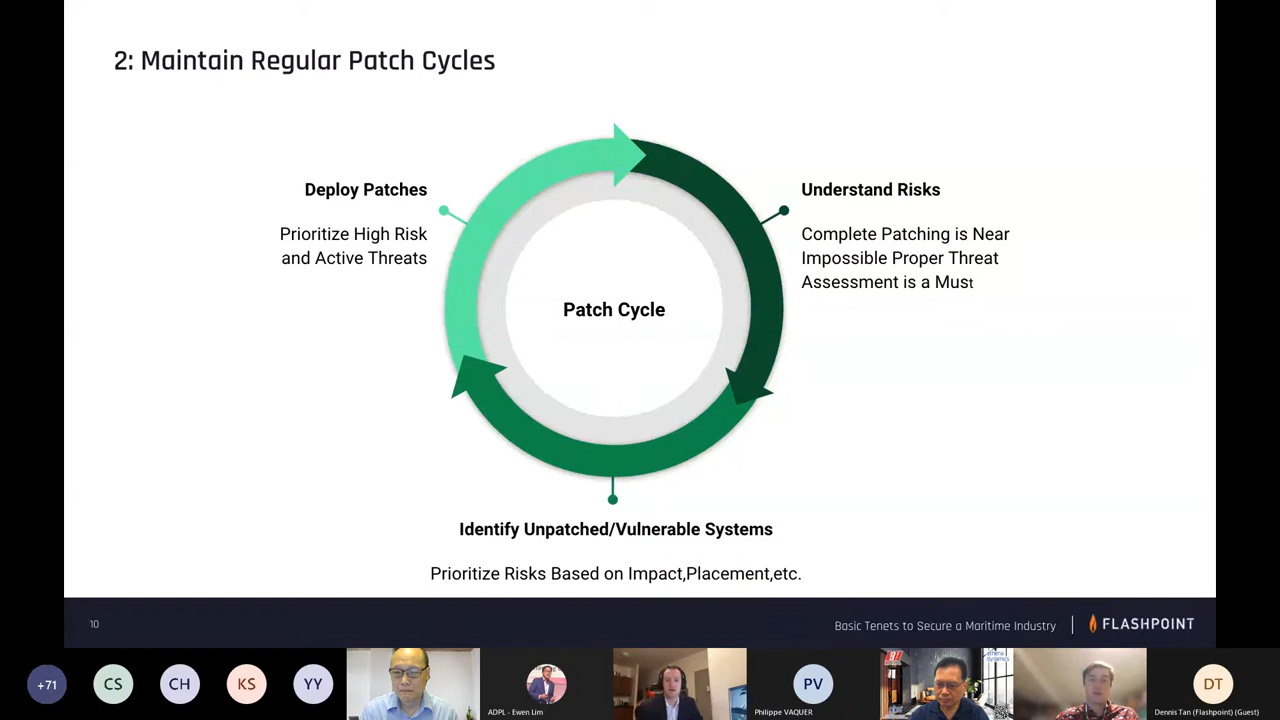 2: Maintain Regular Patch Cycles
Deploy Patches
Prioritize High Risk
and Active Threats
Understand Risks
Complete Patching is Near
Impossible Proper Threat
Assessment is a Must
Patch Cycle
Identify Unpatched/Vulnerable Systems
Prioritize Risks Based on Impact,Placement,etc.
10
Basic Tenets to Secure a Maritime Industry
FLASHPOINT
+71
CS
CH
KS
YY
ADPL - Ewen Lim
PV
Philippe VAQUER
athena
dynamics
DT
Dennis Tan (Flashpoint) (Guest)